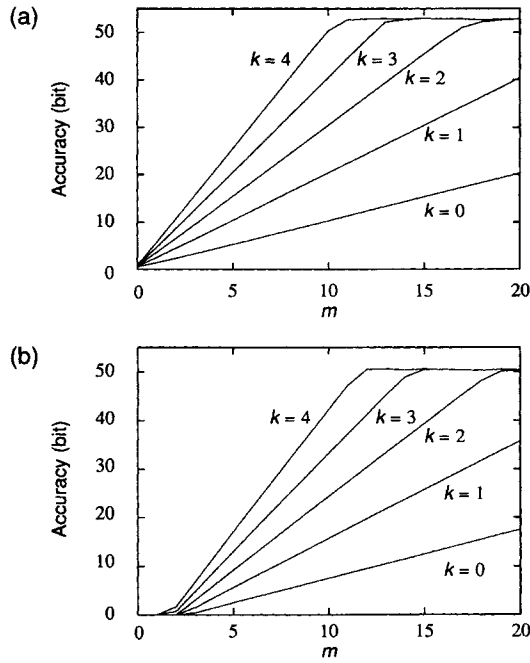 (a)
Accuracy (bit)
50
40
30
20
10
0
k = 4
k = 3
k = 2
k = 1
k = 0
0 5 10 15 20
m
(b)
Accuracy (bit)
50
40
30
20
10
0
k = 4
k = 3
k = 2
k = 1
k = 0
0 5 10 15 20
m